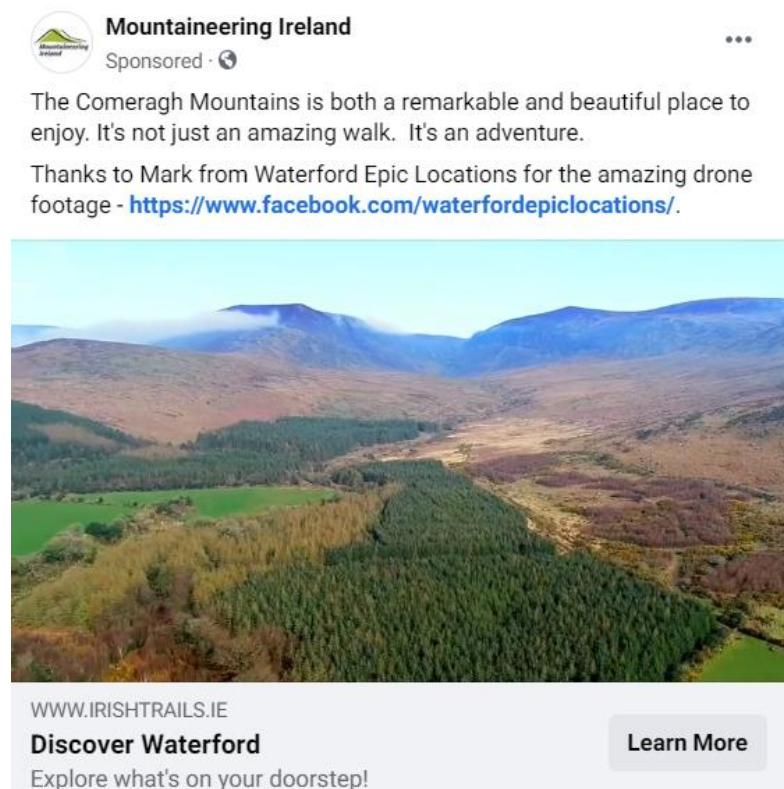 Mountaineering Ireland
Mountaineering
Ireland
Sponsored ·
The Comeragh Mountains is both a remarkable and beautiful place to
enjoy. It's not just an amazing walk.  It's an adventure.
Thanks to Mark from Waterford Epic Locations for the amazing drone
footage - https://www.facebook.com/waterfordepiclocations/.
WWW.IRISHTRAILS.IE
Discover Waterford
Learn More
Explore what's on your doorstep!